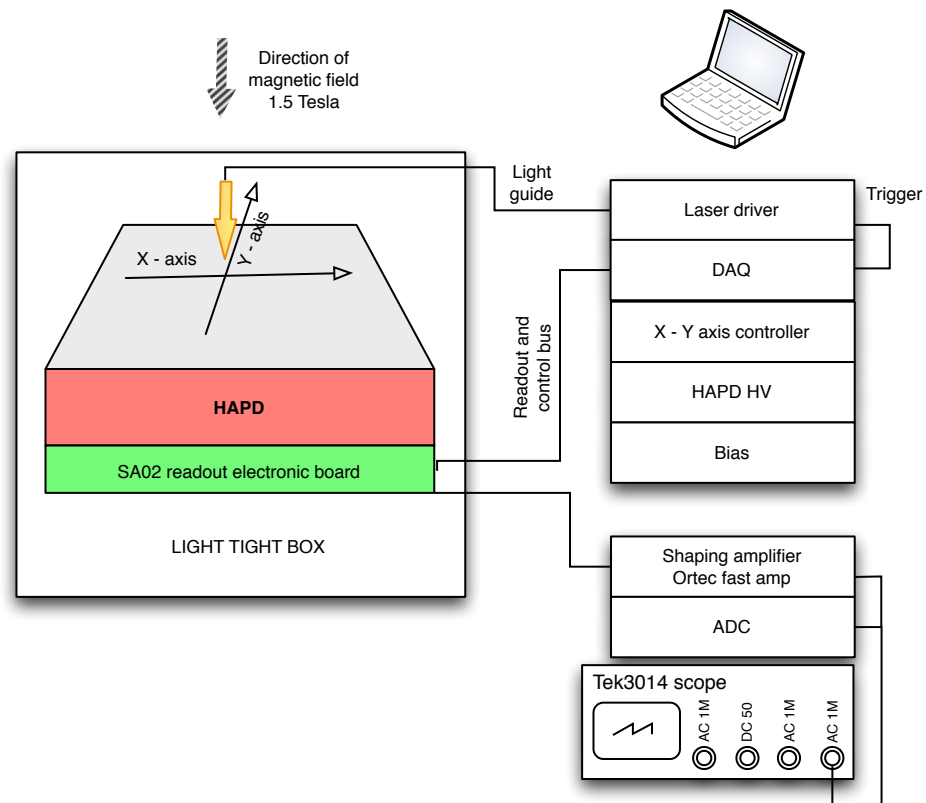 Direction of
magnetic field
1.5 Tesla
Light
guide
Laser driver
Trigger
DAQ
X - Y axis controller
HAPD HV
Bias
X - axis
Y - axis
Readout and
control bus
HAPD
SA02 readout electronic board
LIGHT TIGHT BOX
Shaping amplifier
Ortec fast amp
ADC
Tek3014 scope
AC 1M
DC 50
AC 1M
AC 1M